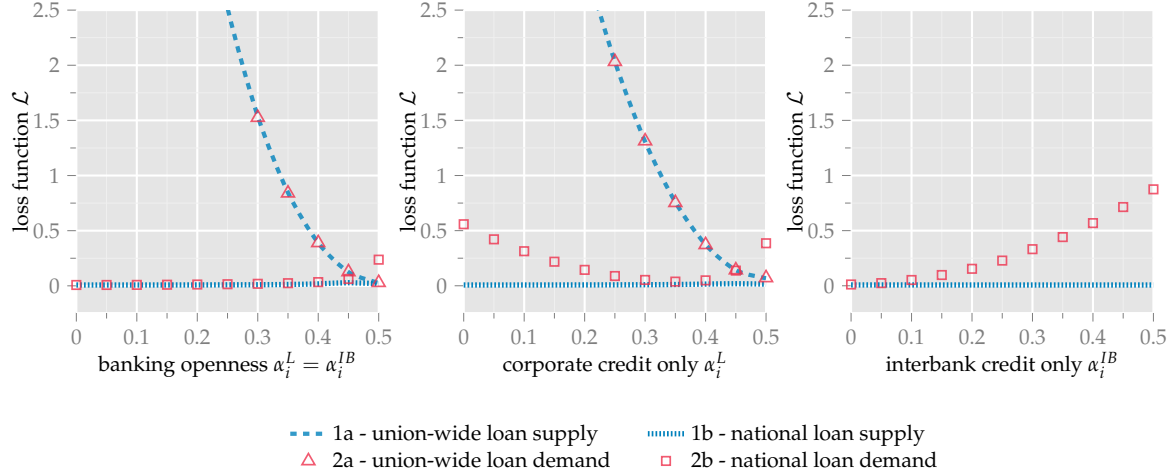 2.5
2
1.5
1
0.5
0
loss function ℒ
0 0.1 0.2 0.3 0.4 0.5
banking openness α_i^L = α_i^{IB}
2.5
2
1.5
1
0.5
0
loss function ℒ
0 0.1 0.2 0.3 0.4 0.5
corporate credit only α_i^L
2.5
2
1.5
1
0.5
0
loss function ℒ
0 0.1 0.2 0.3 0.4 0.5
interbank credit only α_i^{IB}
1a - union-wide loan supply
1b - national loan supply
2a - union-wide loan demand
2b - national loan demand